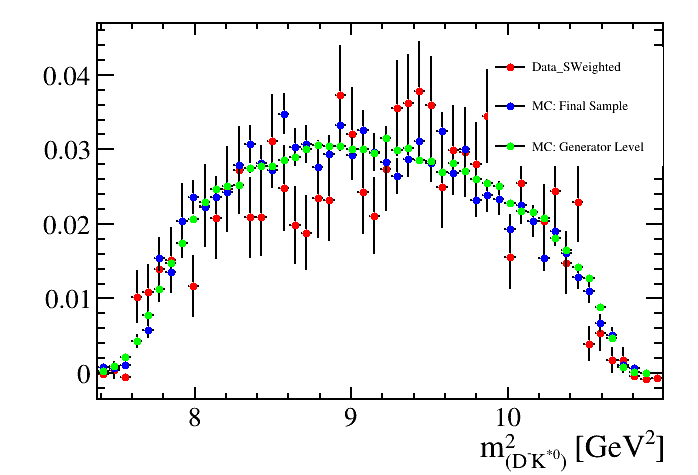 0.04
0.03
0.02
0.01
0
8
9
10
Data_SWeighted
MC: Final Sample
MC: Generator Level
m²(D⁻K*⁰) [GeV²]